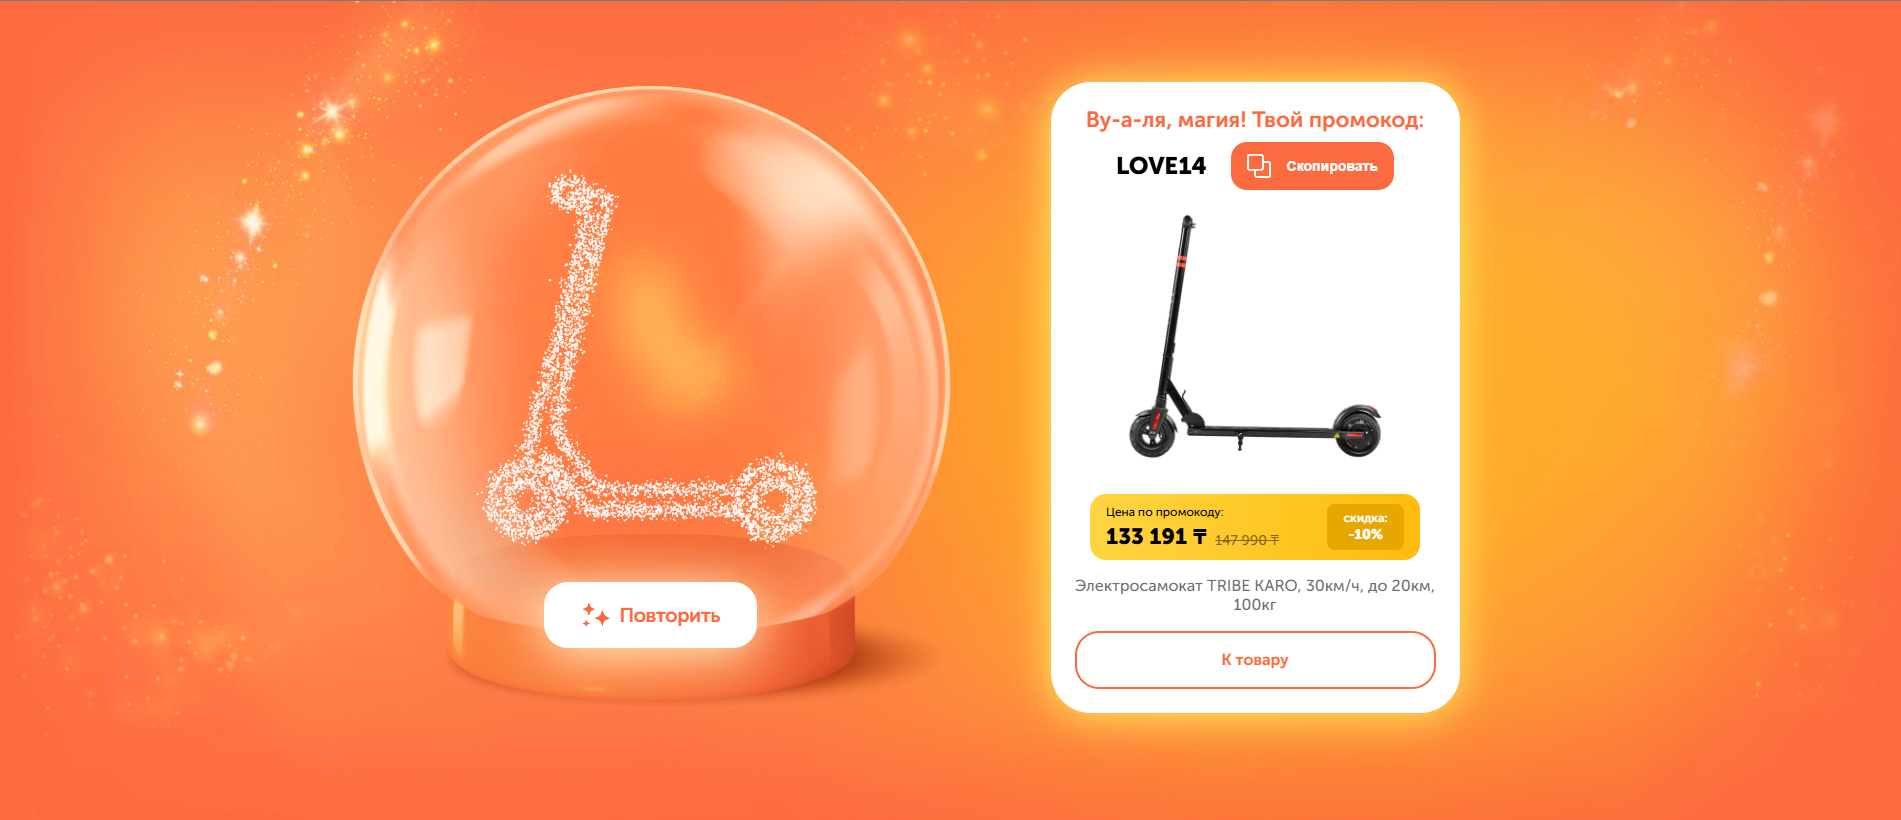 Ву-а-ля, магия! Твой промокод:
LOVE14
Скопировать
Цена по промокоду:
133 191 ₸ 147 990 ₸
скидка:
-10%
Электросамокат TRIBE KARO, 30км/ч, до 20км,
100кг
К товару
Повторить